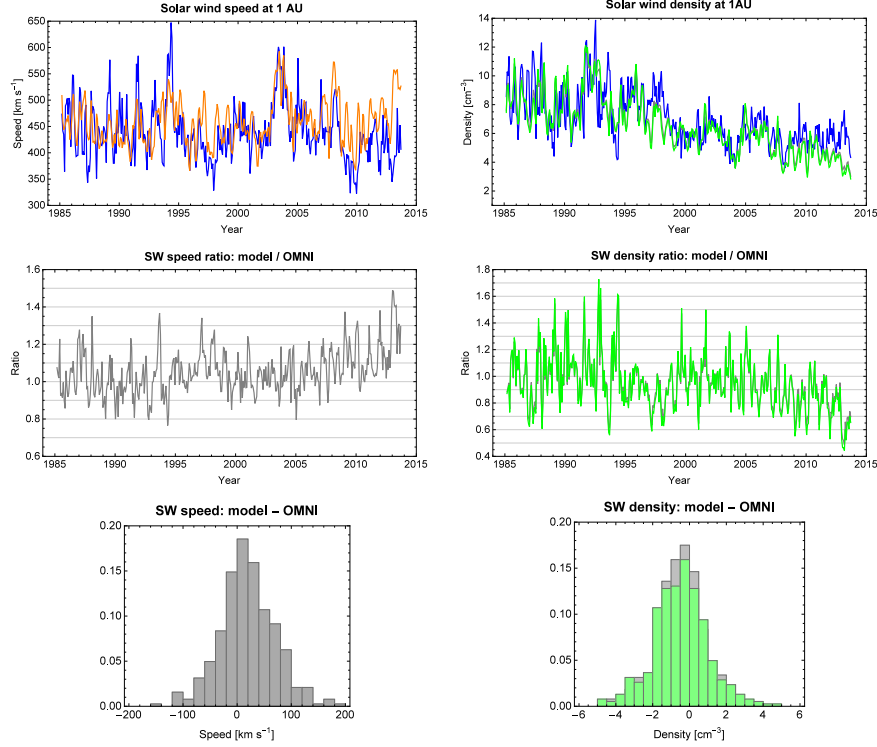 Solar wind speed at 1 AU
650
600
550
500
450
400
350
300
Speed [km s⁻¹]
1985 1990 1995 2000 2005 2010 2015
Year
Solar wind density at 1AU
14
12
10
8
6
4
2
Density [cm⁻³]
1985 1990 1995 2000 2005 2010 2015
Year
SW speed ratio: model / OMNI
1.6
1.4
1.2
1.0
0.8
0.6
Ratio
1985 1990 1995 2000 2005 2010 2015
Year
SW density ratio: model / OMNI
1.8
1.6
1.4
1.2
1.0
0.8
0.6
0.4
Ratio
1985 1990 1995 2000 2005 2010 2015
Year
SW speed: model – OMNI
0.20
0.15
0.10
0.05
0.00
−200 −100 0 100 200
Speed [km s⁻¹]
SW density: model – OMNI
0.20
0.15
0.10
0.05
0.00
−6 −4 −2 0 2 4 6
Density [cm⁻³]